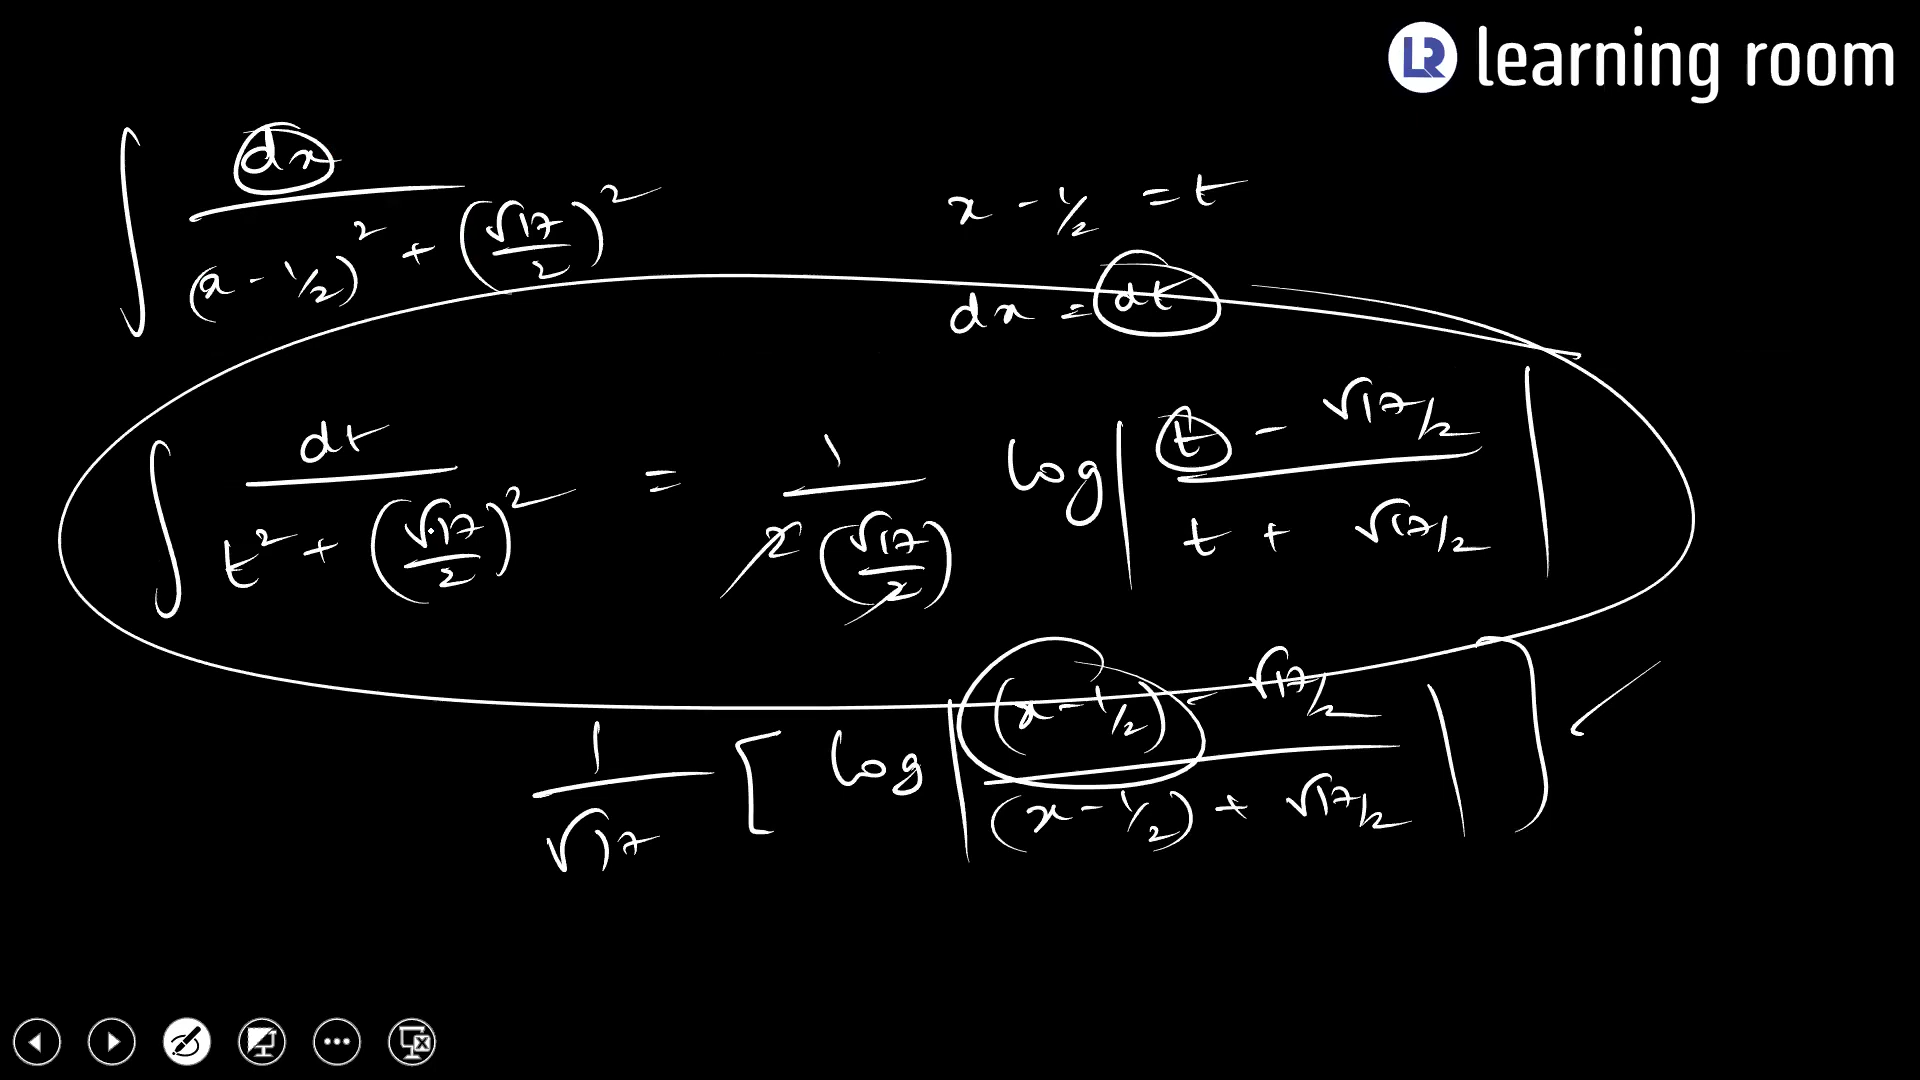 learning room
∫ dx / ((x - 1/2)² + (√17/2)²)
x - 1/2 = t
dx = dt
∫ dt / (t² + (√17/2)²) = 1 / (2 (√17/2)) log | (t - √17/2) / (t + √17/2) |
1/√17 [ log | ((x - 1/2) - √17/2) / ((x - 1/2) + √17/2) | ]